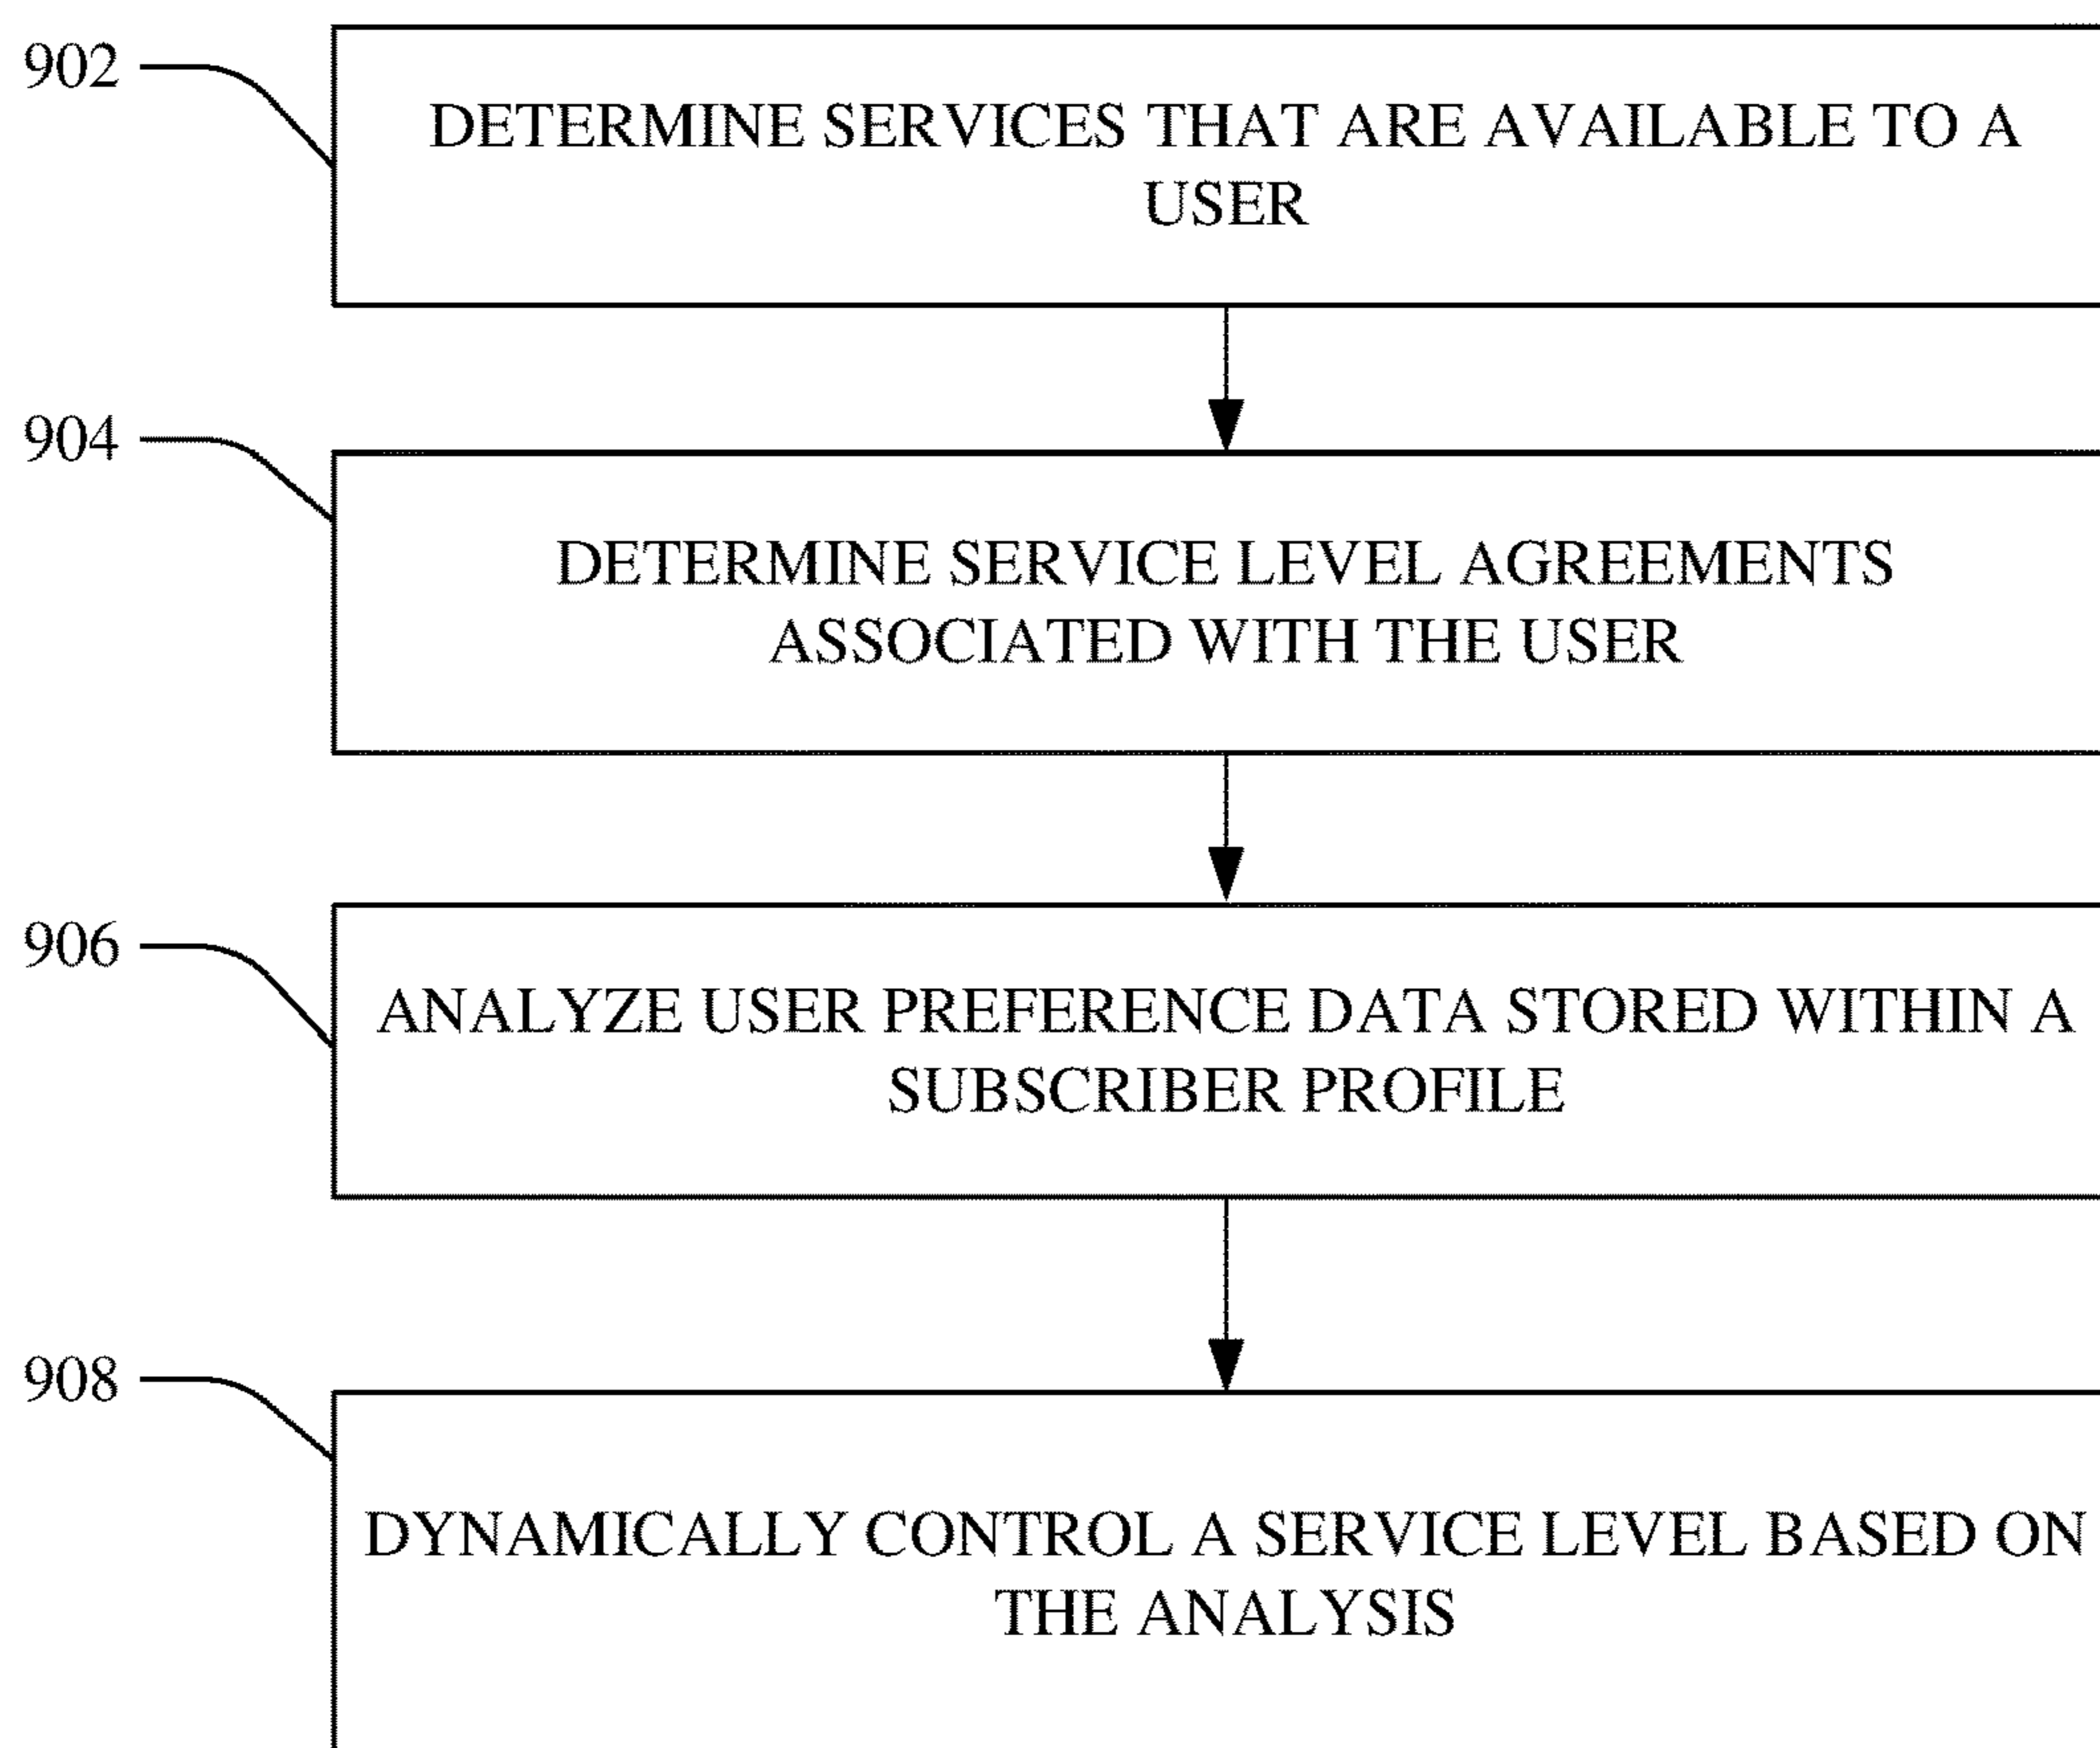 902
DETERMINE SERVICES THAT ARE AVAILABLE TO A
USER
904
DETERMINE SERVICE LEVEL AGREEMENTS
ASSOCIATED WITH THE USER
906
ANALYZE USER PREFERENCE DATA STORED WITHIN A
SUBSCRIBER PROFILE
908
DYNAMICALLY CONTROL A SERVICE LEVEL BASED ON
THE ANALYSIS